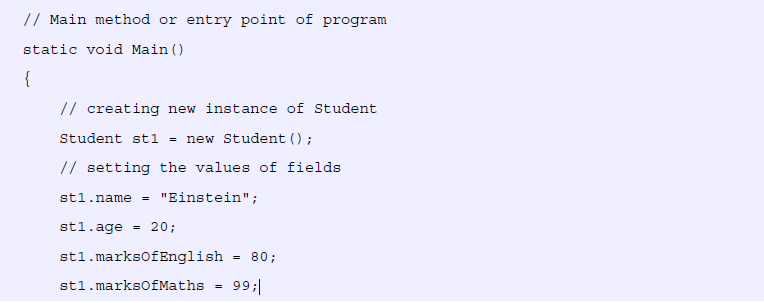 // Main method or entry point of program
static void Main()
{
// creating new instance of Student
Student st1 = new Student();
// setting the values of fields
st1.name = "Einstein";
st1.age = 20;
st1.marksOfEnglish = 80;
st1.marksOfMaths = 99;